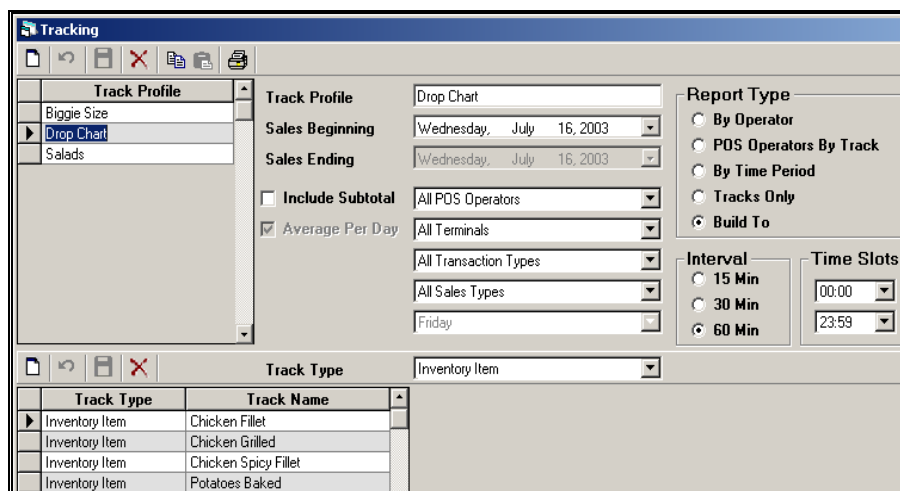 Tracking
Track Profile
Biggie Size
Drop Chart
Salads
Track Profile Drop Chart
Sales Beginning Wednesday, July 16, 2003
Sales Ending Wednesday, July 16, 2003
Include Subtotal All POS Operators
Average Per Day All Terminals
All Transaction Types
All Sales Types
Friday
Report Type
By Operator
POS Operators By Track
By Time Period
Tracks Only
Build To
Interval
15 Min
30 Min
60 Min
Time Slots
00:00
23:59
Track Type Inventory Item
Track Type Track Name
Inventory Item Chicken Fillet
Inventory Item Chicken Grilled
Inventory Item Chicken Spicy Fillet
Inventory Item Potatoes Baked